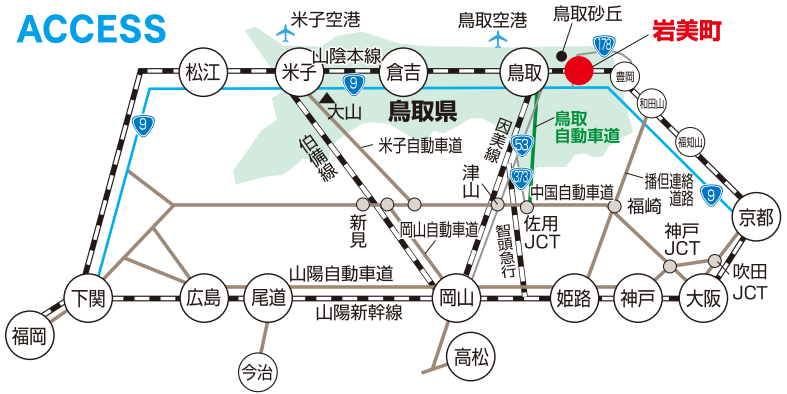 ACCESS
米子空港
鳥取空港
鳥取砂丘
岩美町
178
松江
米子
山陰本線
9
倉吉
鳥取
豊岡
和田山
福知山
大山
鳥取県
9
伯備線
米子自動車道
因美線
53
373
鳥取
自動車道
津山
中国自動車道
播但連絡
道路
9
京都
新見
岡山自動車道
智頭急行
佐用
JCT
福崎
神戸
JCT
吹田
JCT
下関
広島
山陽自動車道
尾道
山陽新幹線
岡山
姫路
神戸
大阪
福岡
今治
高松